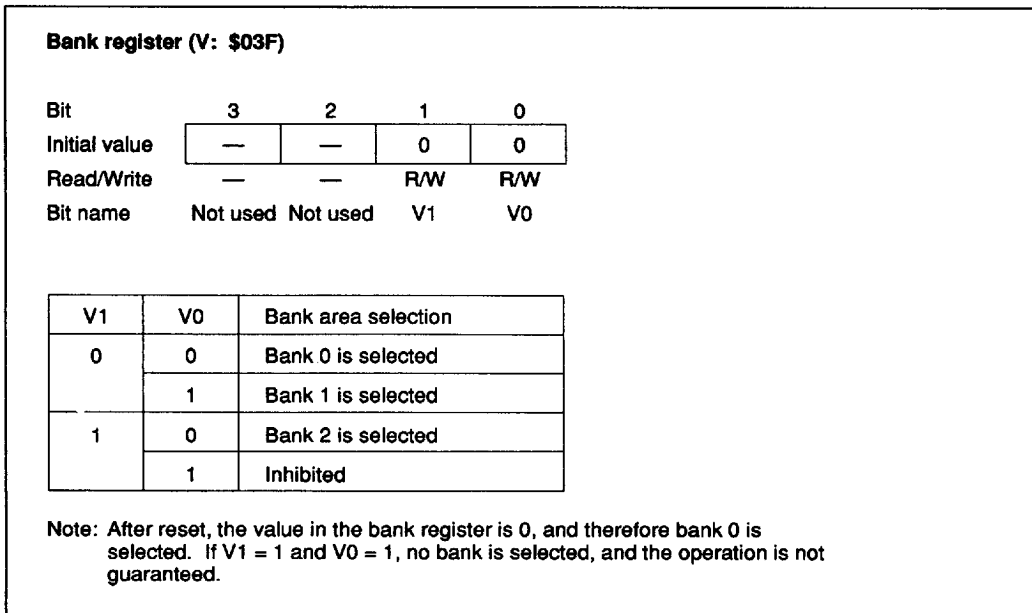 Bank register (V: $03F)
Bit 3 2 1 0
Initial value — — 0 0
Read/Write — — R/W R/W
Bit name Not used Not used V1 V0
V1 V0 Bank area selection
0 0 Bank 0 is selected
1 Bank 1 is selected
1 0 Bank 2 is selected
1 Inhibited
Note: After reset, the value in the bank register is 0, and therefore bank 0 is
selected. If V1 = 1 and V0 = 1, no bank is selected, and the operation is not
guaranteed.